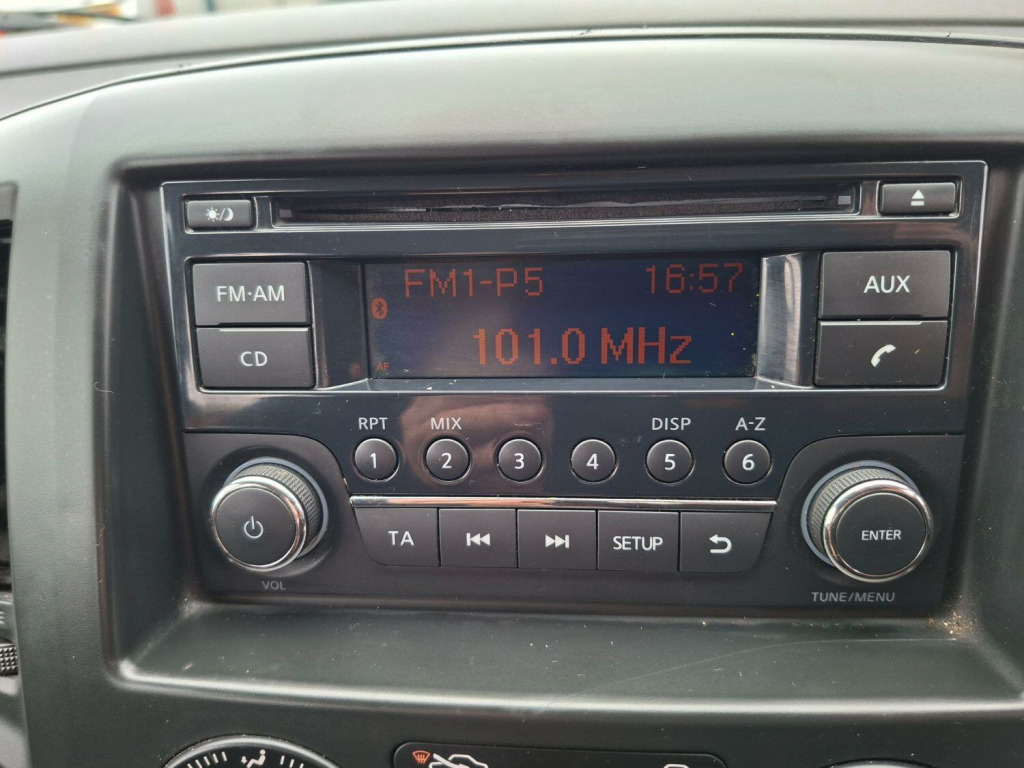 FM·AM
CD
FM1-P5 16:57
101.0 MHz
AF
AUX
RPT MIX DISP A-Z
1 2 3 4 5 6
TA SETUP
VOL
ENTER
TUNE/MENU